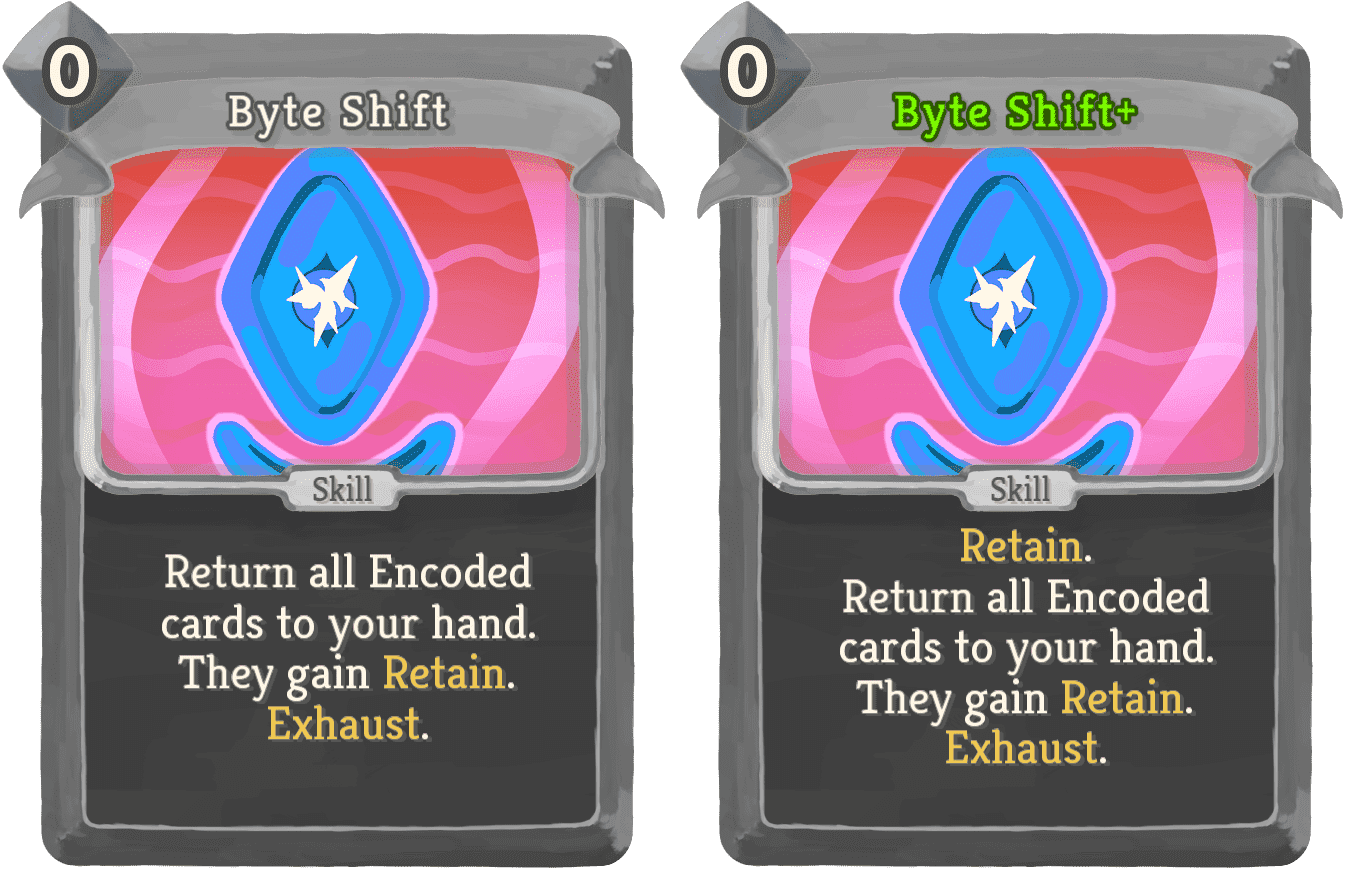 0
Byte Shift
Skill
Return all Encoded
cards to your hand.
They gain Retain.
Exhaust.
0
Byte Shift+
Skill
Retain.
Return all Encoded
cards to your hand.
They gain Retain.
Exhaust.